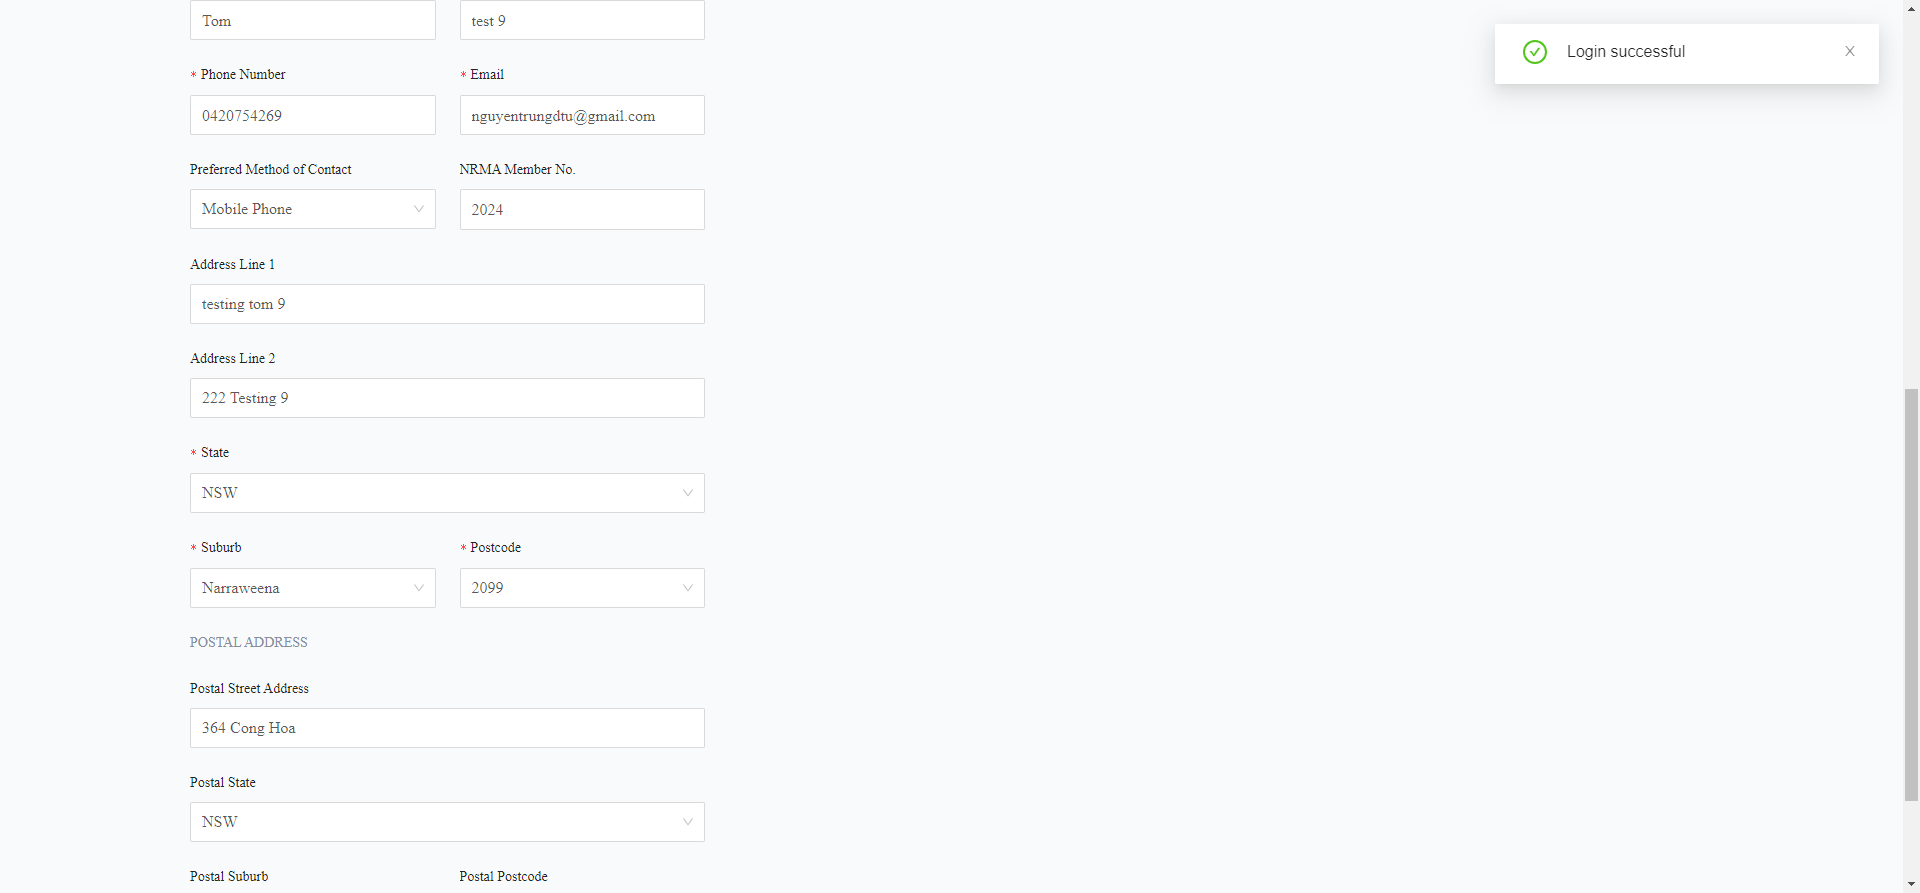 Tom test 9
Login successful
* Phone Number * Email
0420754269 nguyentrungdtu@gmail.com
Preferred Method of Contact NRMA Member No.
Mobile Phone 2024
Address Line 1
testing tom 9
Address Line 2
222 Testing 9
* State
NSW
* Suburb * Postcode
Narraweena 2099
POSTAL ADDRESS
Postal Street Address
364 Cong Hoa
Postal State
NSW
Postal Suburb Postal Postcode